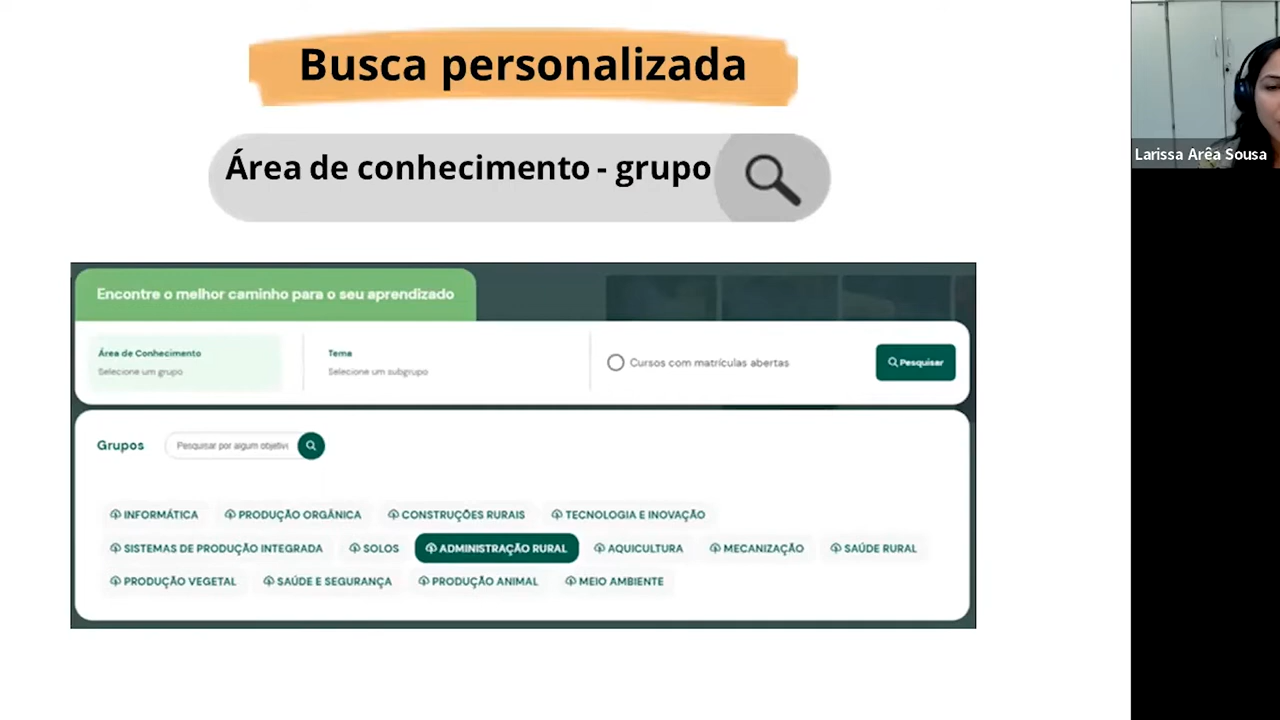 Busca personalizada
Larissa Arêa Sousa
Área de conhecimento - grupo
Encontre o melhor caminho para o seu aprendizado
Área de Conhecimento
Selecione um grupo
Tema
Selecione um subgrupo
Cursos com matrículas abertas
Pesquisar
Grupos
Pesquisar por algum objetiv
INFORMÁTICA PRODUÇÃO ORGÂNICA CONSTRUÇÕES RURAIS TECNOLOGIA E INOVAÇÃO
SISTEMAS DE PRODUÇÃO INTEGRADA SOLOS ADMINISTRAÇÃO RURAL AQUICULTURA MECANIZAÇÃO SAÚDE RURAL
PRODUÇÃO VEGETAL SAÚDE E SEGURANÇA PRODUÇÃO ANIMAL MEIO AMBIENTE